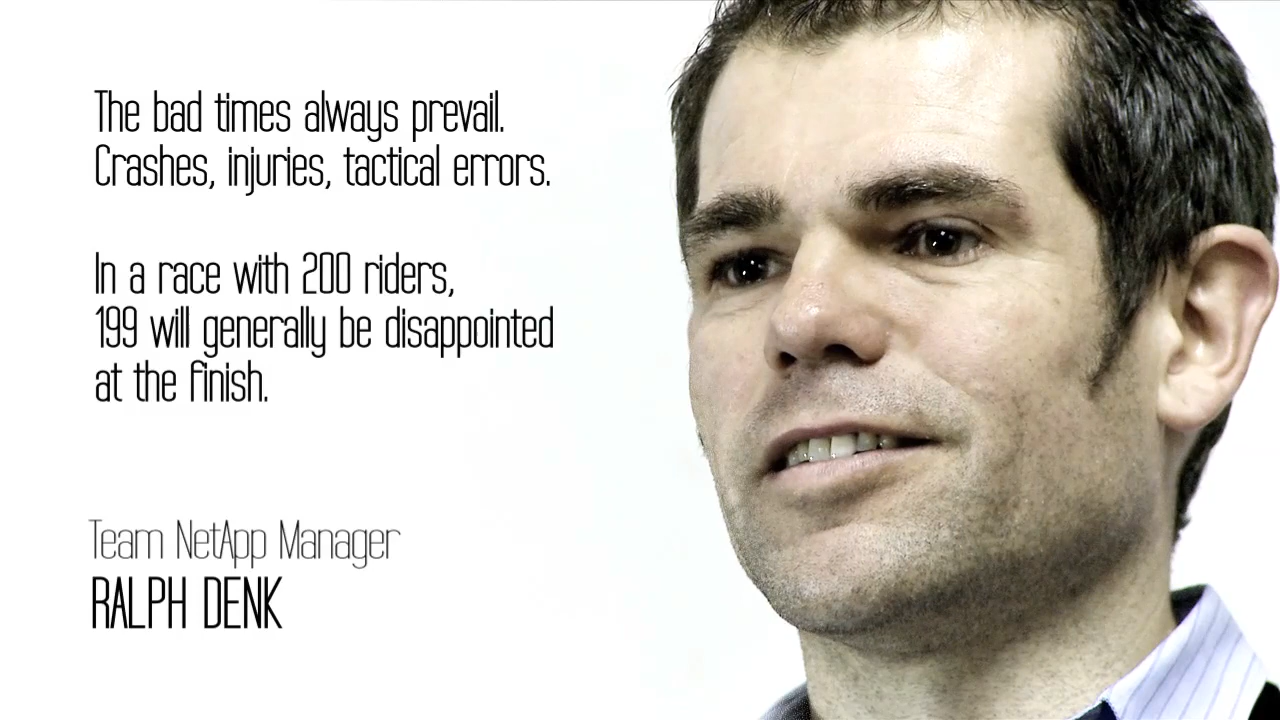 The bad times always prevail.
Crashes, injuries, tactical errors.
In a race with 200 riders,
199 will generally be disappointed
at the finish.
Team NetApp Manager
RALPH DENK